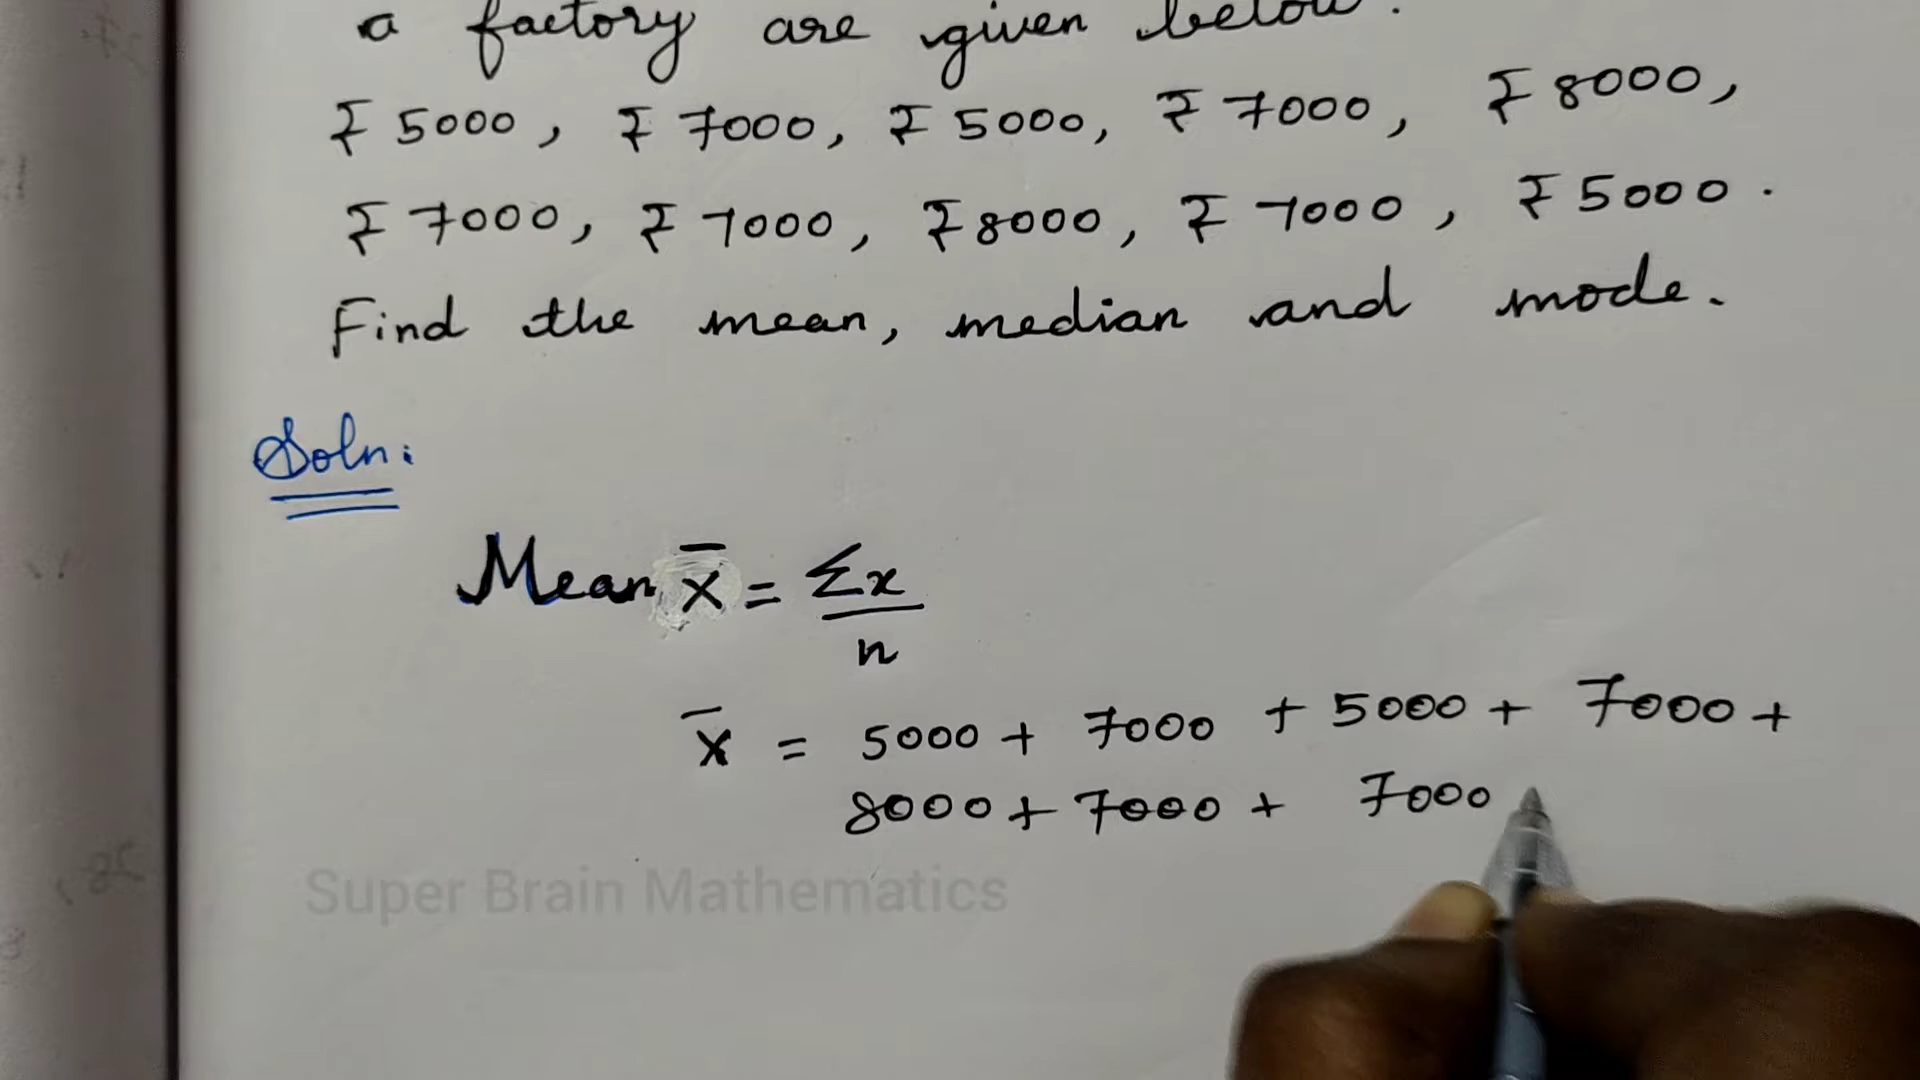 a factory are given below.
₹ 5000, ₹ 7000, ₹ 5000, ₹ 7000, ₹ 8000,
₹ 7000, ₹ 7000, ₹ 8000, ₹ 7000, ₹ 5000.
Find the mean, median and mode.
Soln:
Mean x̄ = Σx
n
x̄ = 5000 + 7000 + 5000 + 7000 +
8000 + 7000 + 7000
Super Brain Mathematics